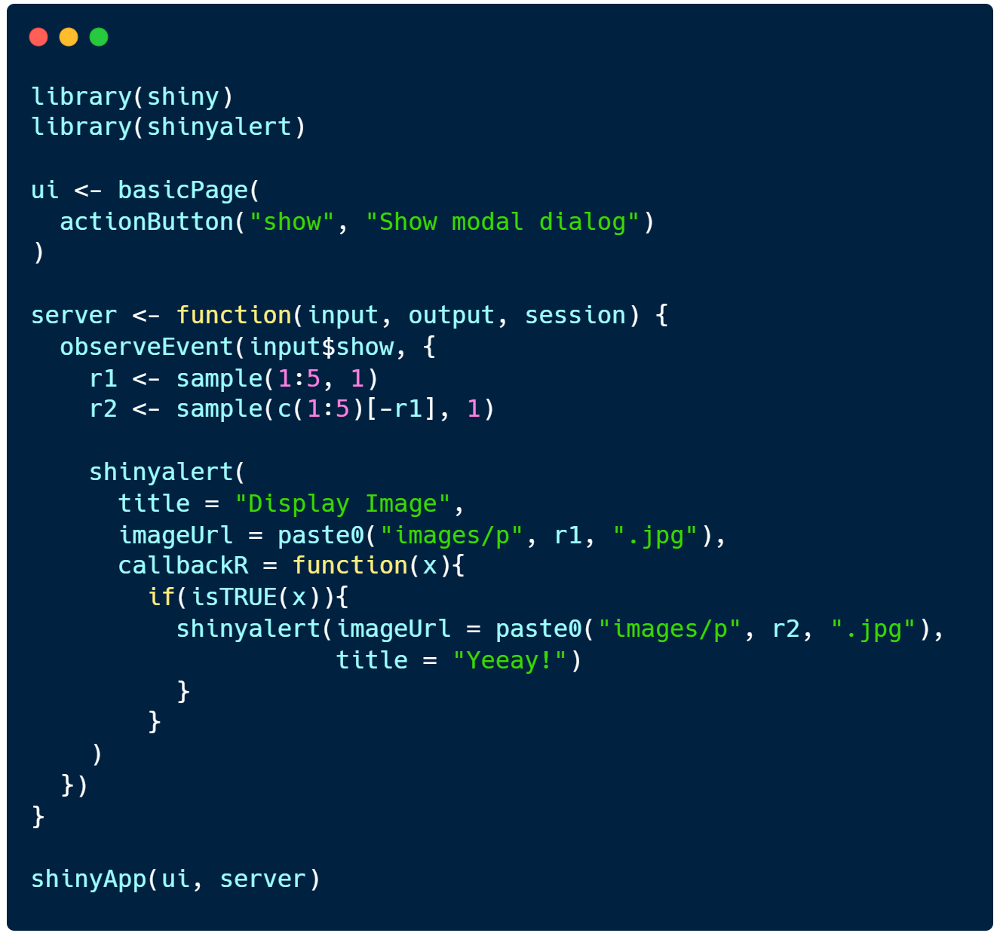 library(shiny)
library(shinyalert)

ui <- basicPage(
  actionButton("show", "Show modal dialog")
)

server <- function(input, output, session) {
  observeEvent(input$show, {
    r1 <- sample(1:5, 1)
    r2 <- sample(c(1:5)[-r1], 1)

    shinyalert(
      title = "Display Image",
      imageUrl = paste0("images/p", r1, ".jpg"),
      callbackR = function(x){
        if(isTRUE(x)){
          shinyalert(imageUrl = paste0("images/p", r2, ".jpg"),
                     title = "Yeeay!")
          }
        }
    )
  })
}

shinyApp(ui, server)